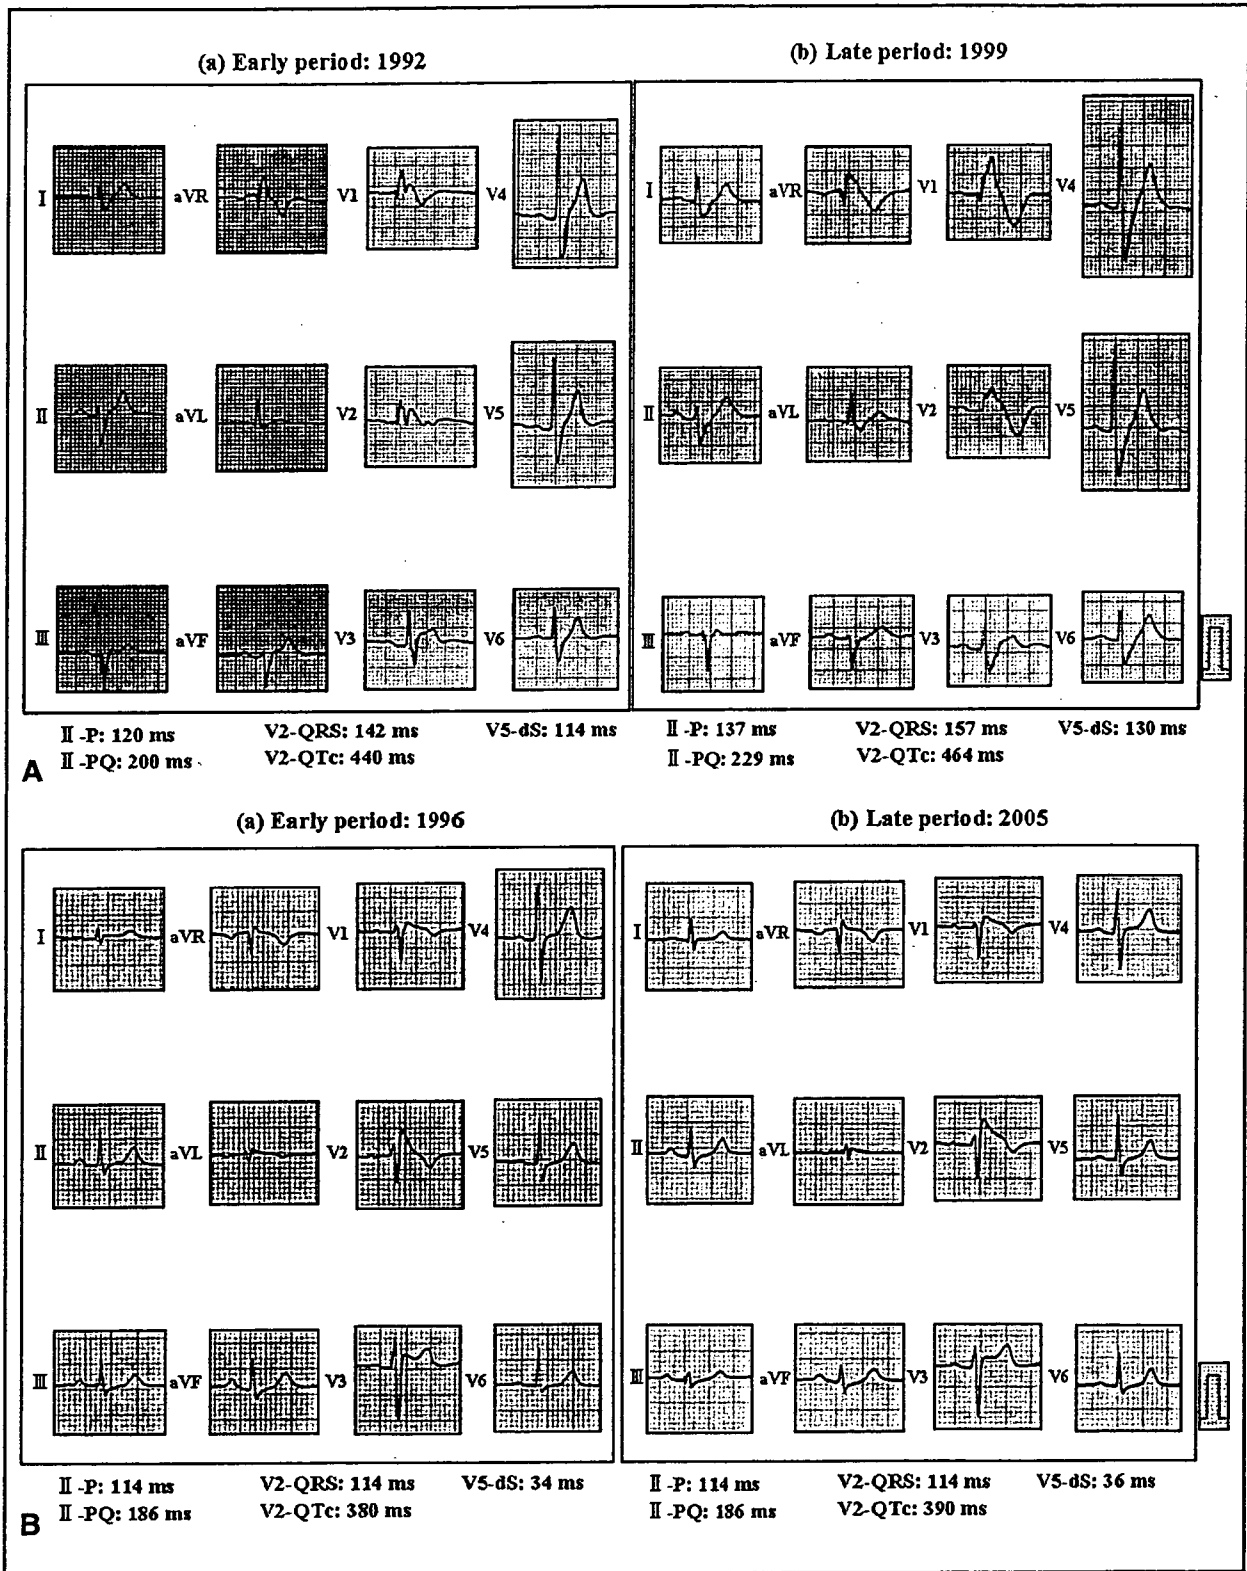 (a) Early period: 1992
(b) Late period: 1999
I
aVR
V1
V4
I
aVR
V1
V4
II
aVL
V2
V5
II
aVL
V2
V5
III
aVF
V3
V6
III
aVF
V3
V6
II -P: 120 ms
V2-QRS: 142 ms
V5-dS: 114 ms
II -P: 137 ms
V2-QRS: 157 ms
V5-dS: 130 ms
II -PQ: 200 ms
V2-QTc: 440 ms
II -PQ: 229 ms
V2-QTc: 464 ms
A
(a) Early period: 1996
(b) Late period: 2005
I
aVR
V1
V4
I
aVR
V1
V4
II
aVL
V2
V5
II
aVL
V2
V5
III
aVF
V3
V6
III
aVF
V3
V6
II -P: 114 ms
V2-QRS: 114 ms
V5-dS: 34 ms
II -P: 114 ms
V2-QRS: 114 ms
V5-dS: 36 ms
II -PQ: 186 ms
V2-QTc: 380 ms
II -PQ: 186 ms
V2-QTc: 390 ms
B